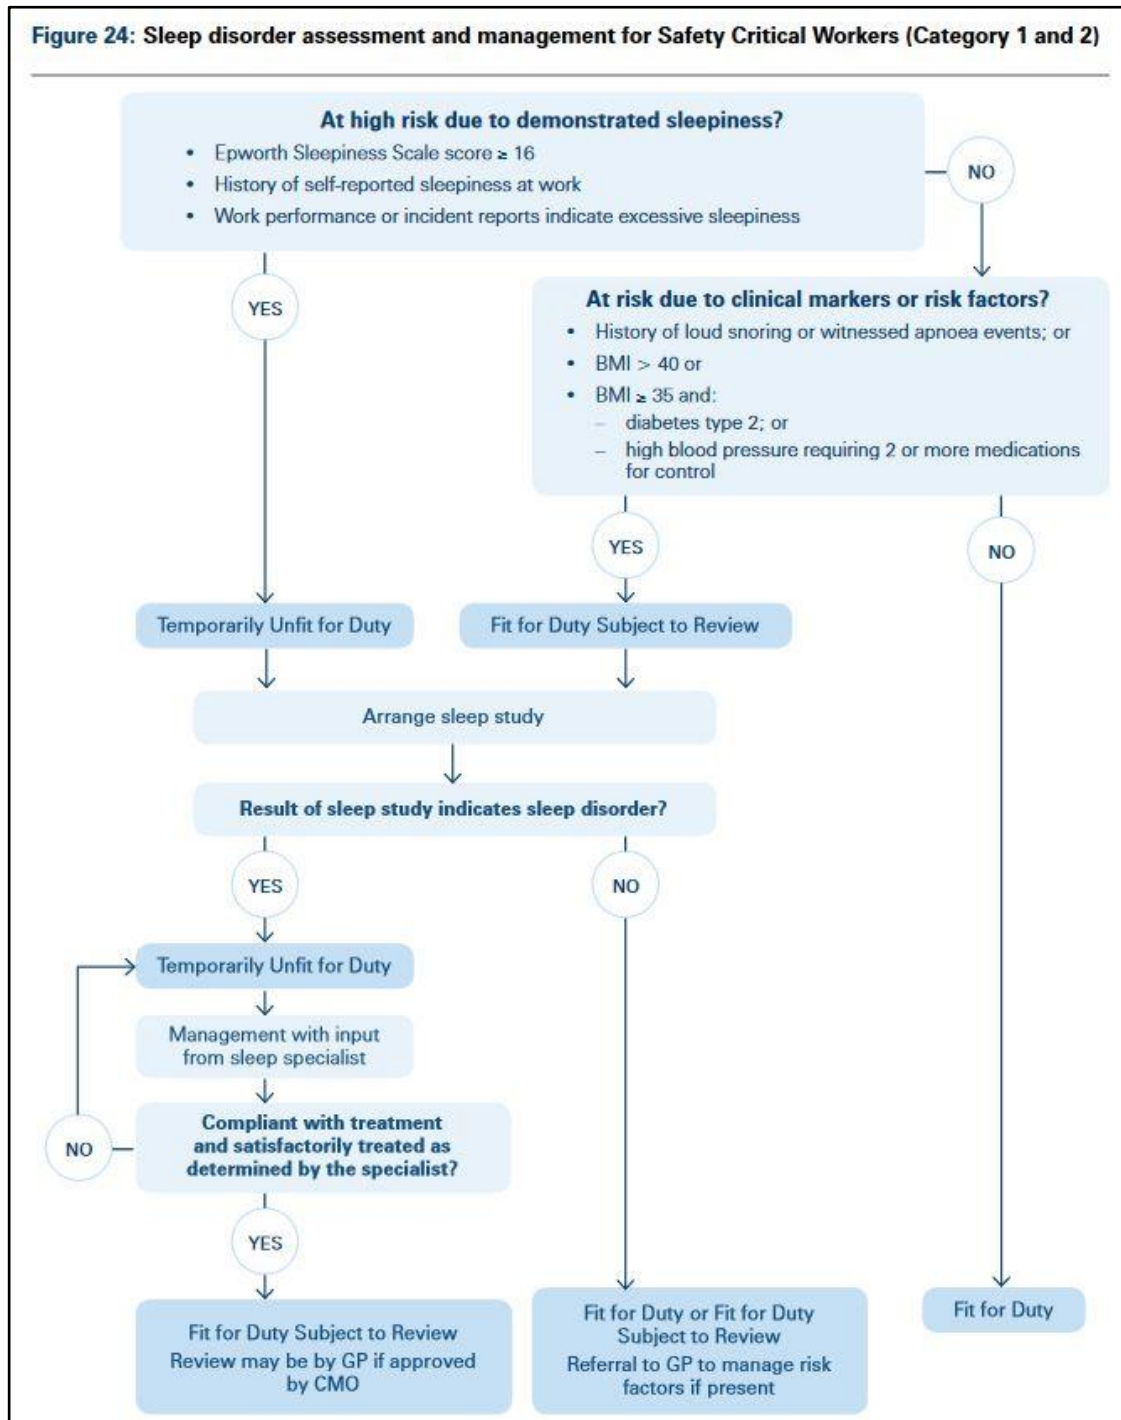 Figure 24: Sleep disorder assessment and management for Safety Critical Workers (Category 1 and 2)
At high risk due to demonstrated sleepiness?
• Epworth Sleepiness Scale score ≥ 16
• History of self-reported sleepiness at work
• Work performance or incident reports indicate excessive sleepiness
NO
YES
At risk due to clinical markers or risk factors?
• History of loud snoring or witnessed apnoea events; or
• BMI > 40 or
• BMI ≥ 35 and:
– diabetes type 2; or
– high blood pressure requiring 2 or more medications
for control
YES
NO
Temporarily Unfit for Duty
Fit for Duty Subject to Review
Arrange sleep study
Result of sleep study indicates sleep disorder?
YES
NO
Temporarily Unfit for Duty
Management with input
from sleep specialist
Compliant with treatment
and satisfactorily treated as
determined by the specialist?
NO
YES
Fit for Duty Subject to Review
Review may be by GP if approved
by CMO
Fit for Duty or Fit for Duty
Subject to Review
Referral to GP to manage risk
factors if present
Fit for Duty